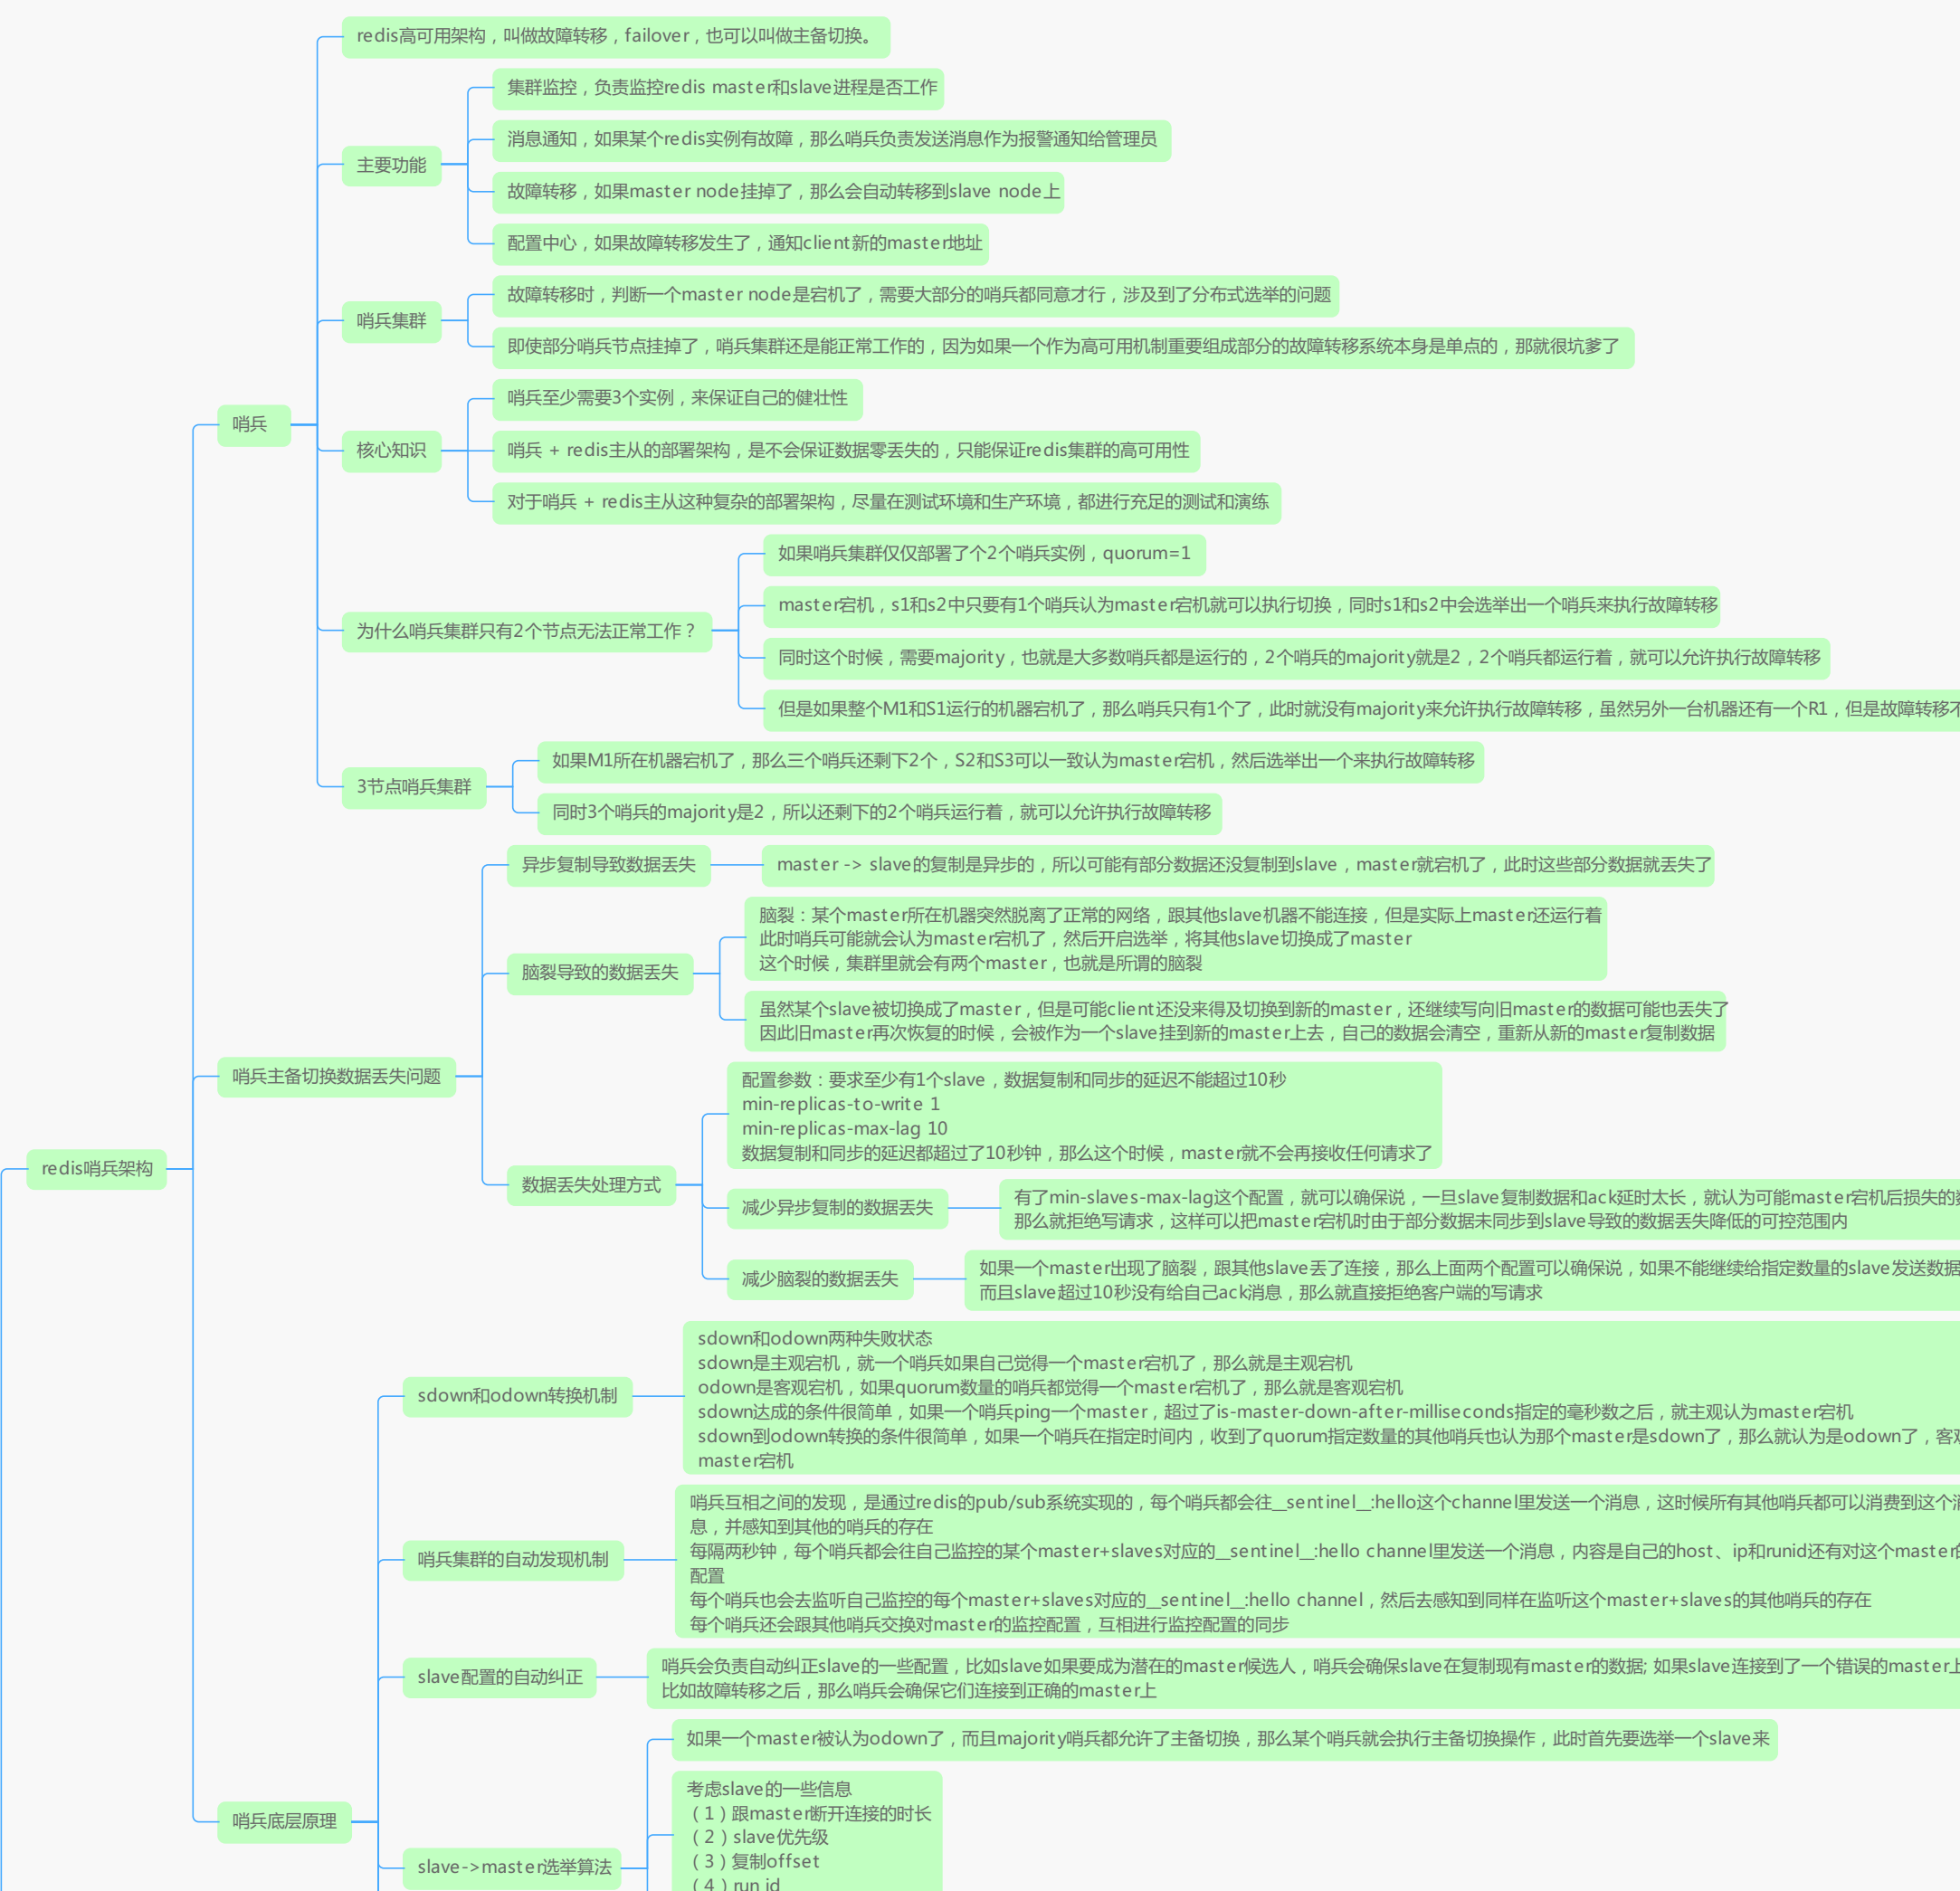 redis高可用架构，叫做故障转移，failover，也可以叫做主备切换。
集群监控，负责监控redis master和slave进程是否工作
消息通知，如果某个redis实例有故障，那么哨兵负责发送消息作为报警通知给管理员
主要功能
故障转移，如果master node挂掉了，那么会自动转移到slave node上
配置中心，如果故障转移发生了，通知client新的master地址
故障转移时，判断一个master node是宕机了，需要大部分的哨兵都同意才行，涉及到了分布式选举的问题
哨兵集群
即使部分哨兵节点挂掉了，哨兵集群还是能正常工作的，因为如果一个作为高可用机制重要组成部分的故障转移系统本身是单点的，那就很坑爹了
哨兵至少需要3个实例，来保证自己的健壮性
哨兵
核心知识
哨兵 + redis主从的部署架构，是不会保证数据零丢失的，只能保证redis集群的高可用性
对于哨兵 + redis主从这种复杂的部署架构，尽量在测试环境和生产环境，都进行充足的测试和演练
如果哨兵集群仅仅部署了个2个哨兵实例，quorum=1
master宕机，s1和s2中只要有1个哨兵认为master宕机就可以执行切换，同时s1和s2中会选举出一个哨兵来执行故障转移
为什么哨兵集群只有2个节点无法正常工作？
同时这个时候，需要majority，也就是大多数哨兵都是运行的，2个哨兵的majority就是2，2个哨兵都运行着，就可以允许执行故障转移
但是如果整个M1和S1运行的机器宕机了，那么哨兵只有1个了，此时就没有majority来允许执行故障转移，虽然另外一台机器还有一个R1，但是故障转移
如果M1所在机器宕机了，那么三个哨兵还剩下2个，S2和S3可以一致认为master宕机，然后选举出一个来执行故障转移
3节点哨兵集群
同时3个哨兵的majority是2，所以还剩下的2个哨兵运行着，就可以允许执行故障转移
异步复制导致数据丢失
master -> slave的复制是异步的，所以可能有部分数据还没复制到slave，master就宕机了，此时这些部分数据就丢失了
脑裂：某个master所在机器突然脱离了正常的网络，跟其他slave机器不能连接，但是实际上master还运行着
此时哨兵可能就会认为master宕机了，然后开启选举，将其他slave切换成了master
这个时候，集群里就会有两个master，也就是所谓的脑裂
脑裂导致的数据丢失
虽然某个slave被切换成了master，但是可能client还没来得及切换到新的master，还继续写向旧master的数据可能也丢失了
因此旧master再次恢复的时候，会被作为一个slave挂到新的master上去，自己的数据会清空，重新从新的master复制数据
哨兵主备切换数据丢失问题
配置参数：要求至少有1个slave，数据复制和同步的延迟不能超过10秒
min-replicas-to-write 1
min-replicas-max-lag 10
数据复制和同步的延迟都超过了10秒钟，那么这个时候，master就不会再接收任何请求了
redis哨兵架构
数据丢失处理方式
减少异步复制的数据丢失
有了min-slaves-max-lag这个配置，就可以确保说，一旦slave复制数据和ack延时太长，就认为可能master宕机后损失的
那么就拒绝写请求，这样可以把master宕机时由于部分数据未同步到slave导致的数据丢失降低的可控范围内
减少脑裂的数据丢失
如果一个master出现了脑裂，跟其他slave丢了连接，那么上面两个配置可以确保说，如果不能继续给指定数量的slave发送数据
而且slave超过10秒没有给自己ack消息，那么就直接拒绝客户端的写请求
sdown和odown转换机制
sdown和odown两种失败状态
sdown是主观宕机，就一个哨兵如果自己觉得一个master宕机了，那么就是主观宕机
odown是客观宕机，如果quorum数量的哨兵都觉得一个master宕机了，那么就是客观宕机
sdown达成的条件很简单，如果一个哨兵ping一个master，超过了is-master-down-after-milliseconds指定的毫秒数之后，就主观认为master宕机
sdown到odown转换的条件很简单，如果一个哨兵在指定时间内，收到了quorum指定数量的其他哨兵也认为那个master是sdown了，那么就认为是odown了，客
master宕机
哨兵集群的自动发现机制
哨兵互相之间的发现，是通过redis的pub/sub系统实现的，每个哨兵都会往__sentinel__:hello这个channel里发送一个消息，这时候所有其他哨兵都可以消费到这个
息，并感知到其他的哨兵的存在
每隔两秒钟，每个哨兵都会往自己监控的某个master+slaves对应的__sentinel__:hello channel里发送一个消息，内容是自己的host、ip和runid还有对这个master
配置
每个哨兵也会去监听自己监控的每个master+slaves对应的__sentinel__:hello channel，然后去感知到同样在监听这个master+slaves的其他哨兵的存在
每个哨兵还会跟其他哨兵交换对master的监控配置，互相进行监控配置的同步
slave配置的自动纠正
哨兵会负责自动纠正slave的一些配置，比如slave如果要成为潜在的master候选人，哨兵会确保slave在复制现有master的数据; 如果slave连接到了一个错误的master上
比如故障转移之后，那么哨兵会确保它们连接到正确的master上
如果一个master被认为odown了，而且majority哨兵都允许了主备切换，那么某个哨兵就会执行主备切换操作，此时首先要选举一个slave来
哨兵底层原理
slave->master选举算法
考虑slave的一些信息
（1）跟master断开连接的时长
（2）slave优先级
（3）复制offset
（4）run id